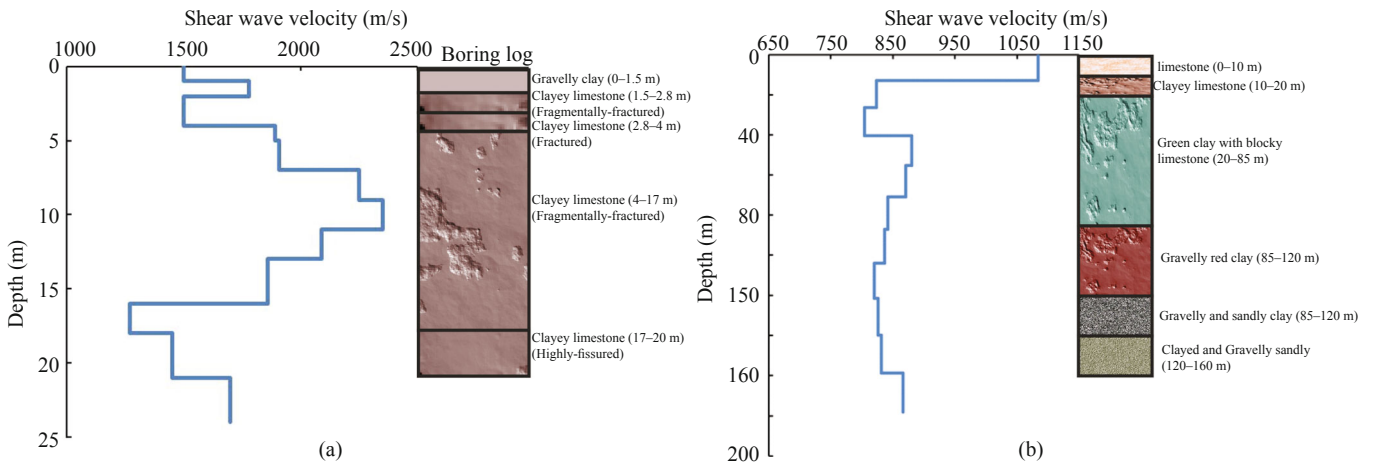 Shear wave velocity (m/s)
1000 1500 2000 2500
Boring log
0
5
10
15
20
25
Depth (m)
Gravelly clay (0–1.5 m)
Clayey limestone (1.5–2.8 m)
(Fragmentally-fractured)
Clayey limestone (2.8–4 m)
(Fractured)
Clayey limestone (4–17 m)
(Fragmentally-fractured)
Clayey limestone (17–20 m)
(Highly-fissured)
(a)
Shear wave velocity (m/s)
650 750 850 950 1050 1150
0
40
80
150
160
200
Depth (m)
limestone (0–10 m)
Clayey limestone (10–20 m)
Green clay with blocky
limestone (20–85 m)
Gravelly red clay (85–120 m)
Gravelly and sandly clay (85–120 m)
Clayed and Gravelly sandly
(120–160 m)
(b)